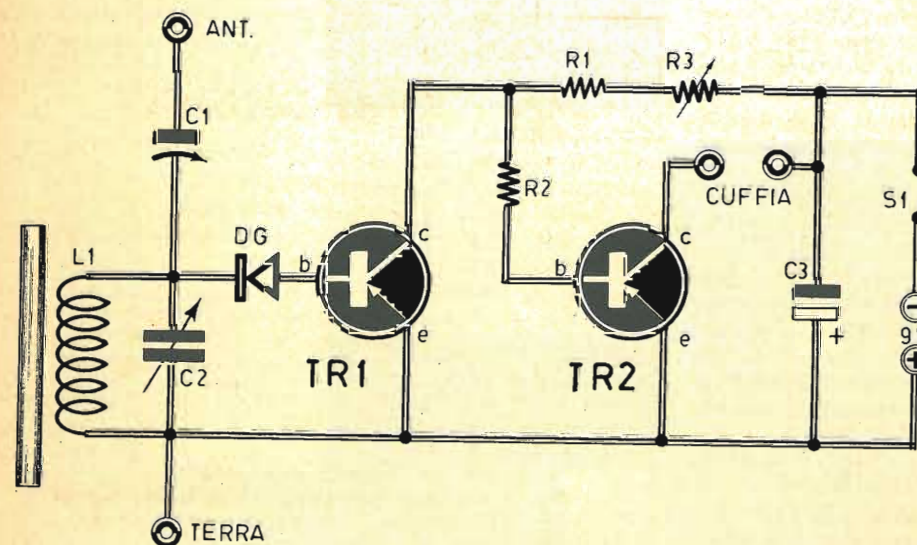 ANT.
C1
R1
R3
R2
CUFFIA
S1
L1
DG
b
c
b
c
C3
C2
e
e
+
−
9
+
TR1
TR2
TERRA